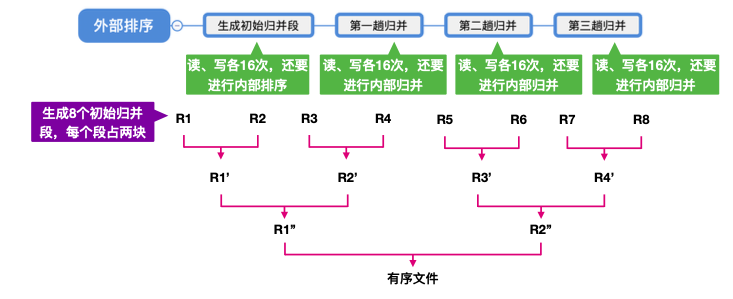 外部排序
生成初始归并段
第一趟归并
第二趟归并
第三趟归并
读、写各16次，还要
进行内部排序
读、写各16次，还要
进行内部归并
读、写各16次，还要
进行内部归并
读、写各16次，还要
进行内部归并
生成8个初始归并
段，每个段占两块
R1 R2 R3 R4 R5 R6 R7 R8
R1’ R2’ R3’ R4’
R1” R2”
有序文件